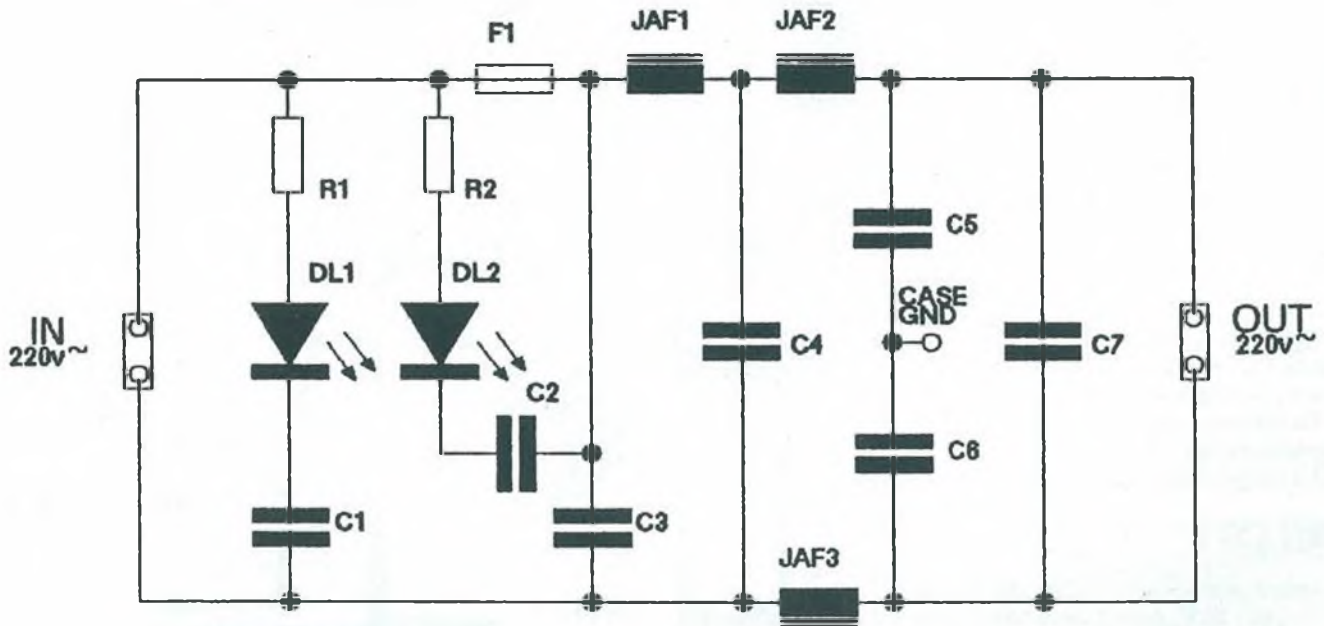 JAF1
JAF2
F1
R1
R2
DL1
DL2
C5
CASE
GND
IN
220v~
C4
C7
OUT
220v~
C2
C6
C1
C3
JAF3